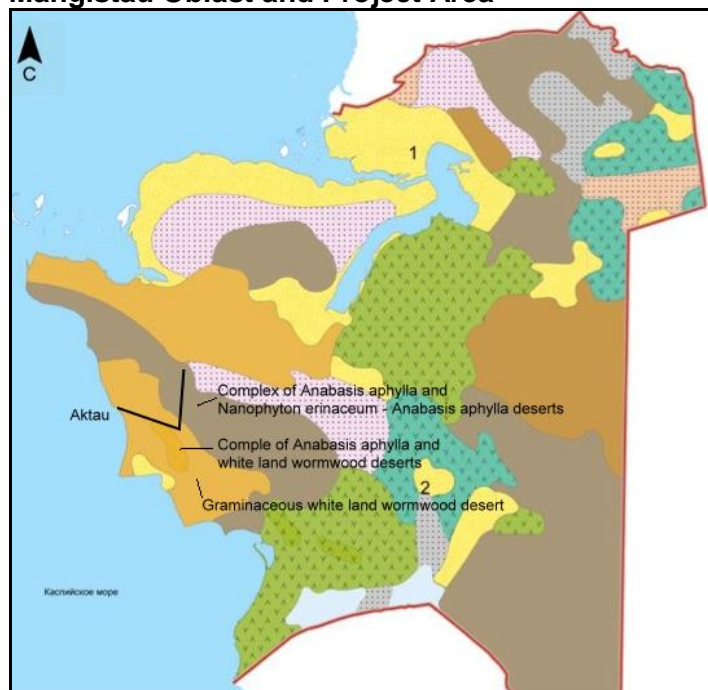 Mangistau Oblast and Project Area
C
1
Complex of Anabasis aphylla and
Nanophyton erinaceum - Anabasis aphylla deserts
Aktau
Comple of Anabasis aphylla and
white land wormwood deserts
2
Graminaceous white land wormwood desert
Каспийское море